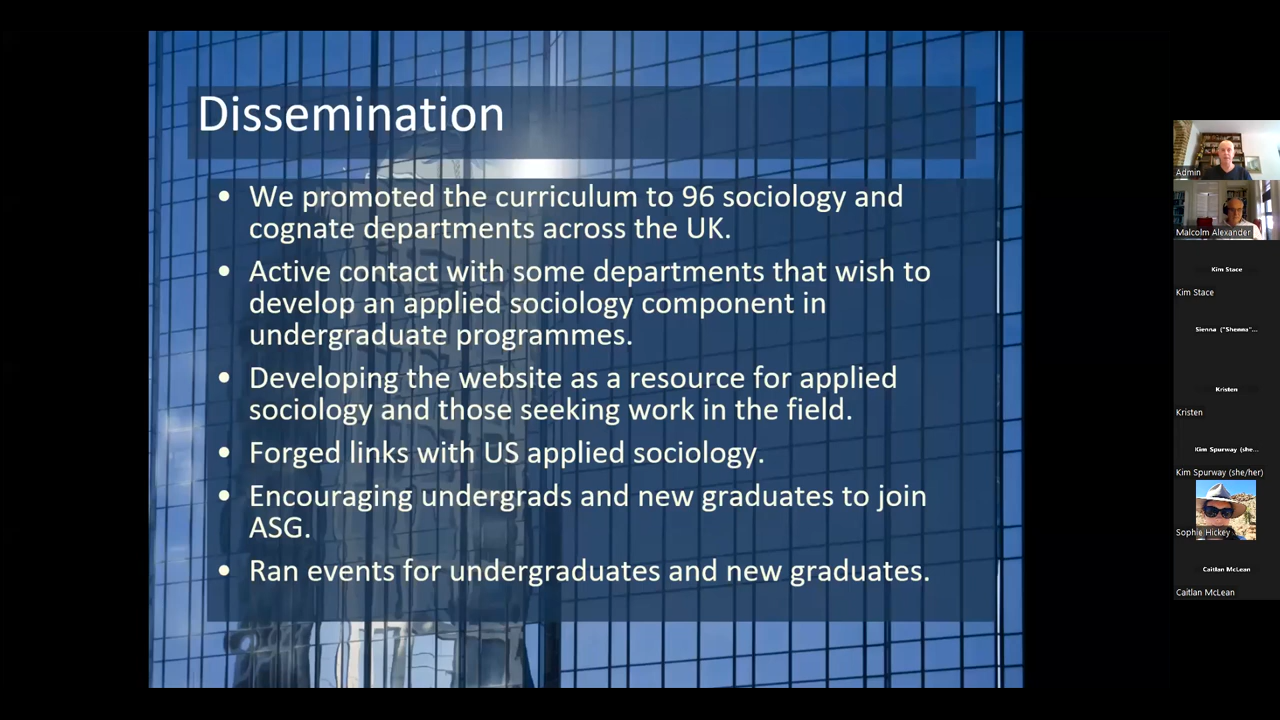 Dissemination
• We promoted the curriculum to 96 sociology and
cognate departments across the UK.
• Active contact with some departments that wish to
develop an applied sociology component in
undergraduate programmes.
• Developing the website as a resource for applied
sociology and those seeking work in the field.
• Forged links with US applied sociology.
• Encouraging undergrads and new graduates to join
ASG.
• Ran events for undergraduates and new graduates.
Admin
Malcolm Alexander
Kim Stace
Kim Stace
Sienna ("Shenna"...
Kristen
Kristen
Kim Spurway (she...
Kim Spurway (she/her)
Sophie Hickey
Caitlan McLean
Caitlan McLean